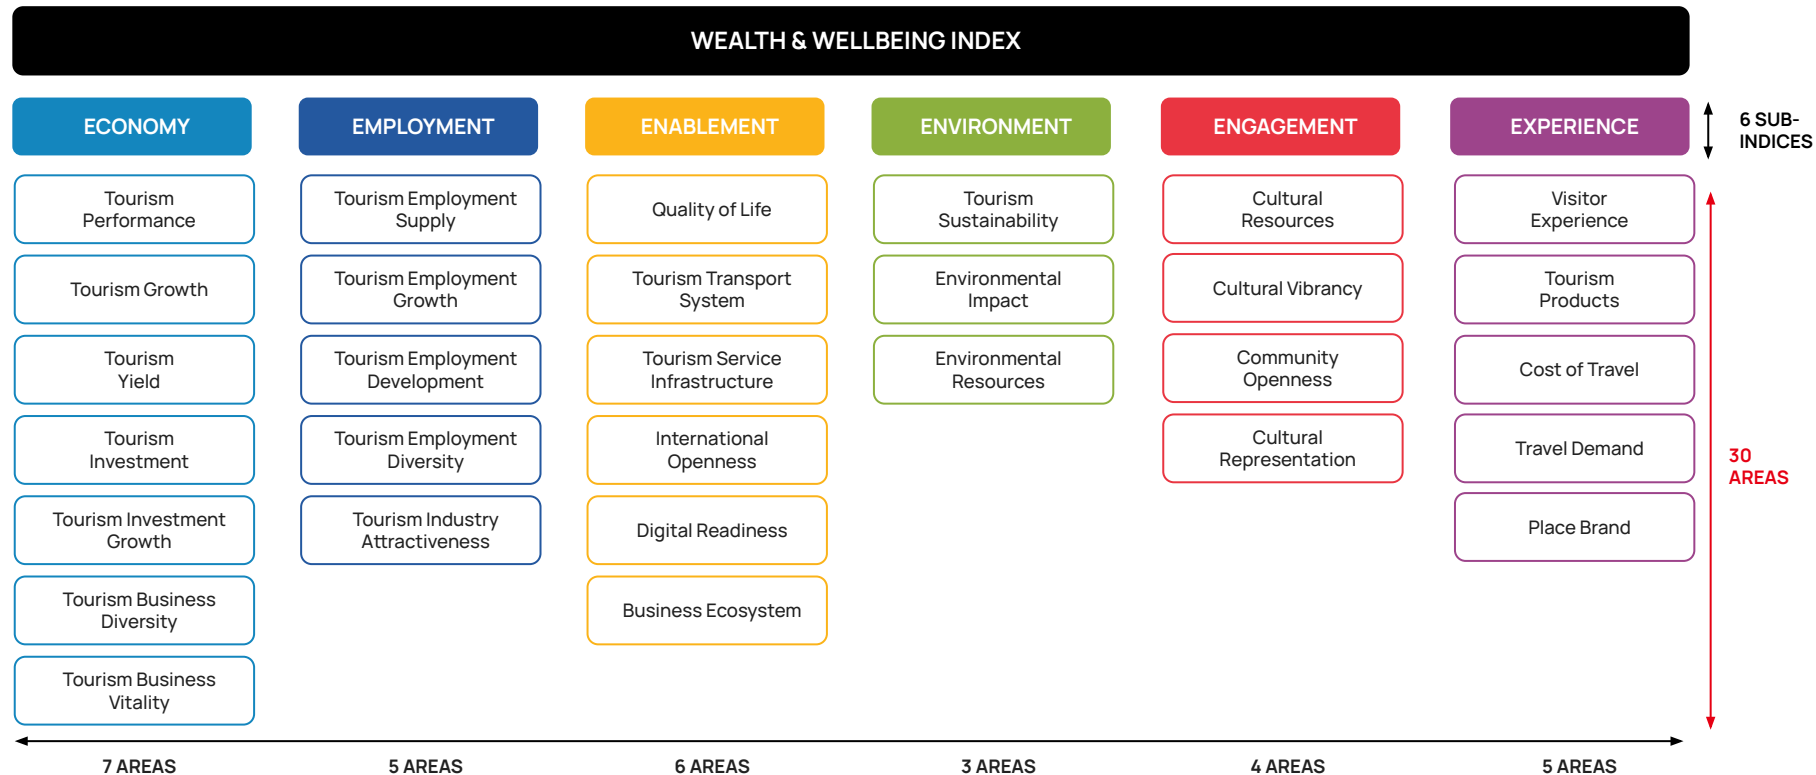 WEALTH & WELLBEING INDEX
ECONOMY
EMPLOYMENT
ENABLEMENT
ENVIRONMENT
ENGAGEMENT
EXPERIENCE
6 SUB-
INDICES
Tourism
Performance
Tourism Growth
Tourism
Yield
Tourism
Investment
Tourism Investment
Growth
Tourism Business
Diversity
Tourism Business
Vitality
Tourism Employment
Supply
Tourism Employment
Growth
Tourism Employment
Development
Tourism Employment
Diversity
Tourism Industry
Attractiveness
Quality of Life
Tourism Transport
System
Tourism Service
Infrastructure
International
Openness
Digital Readiness
Business Ecosystem
Tourism
Sustainability
Environmental
Impact
Environmental
Resources
Cultural
Resources
Cultural Vibrancy
Community
Openness
Cultural
Representation
Visitor
Experience
Tourism
Products
Cost of Travel
Travel Demand
Place Brand
30
AREAS
7 AREAS
5 AREAS
6 AREAS
3 AREAS
4 AREAS
5 AREAS